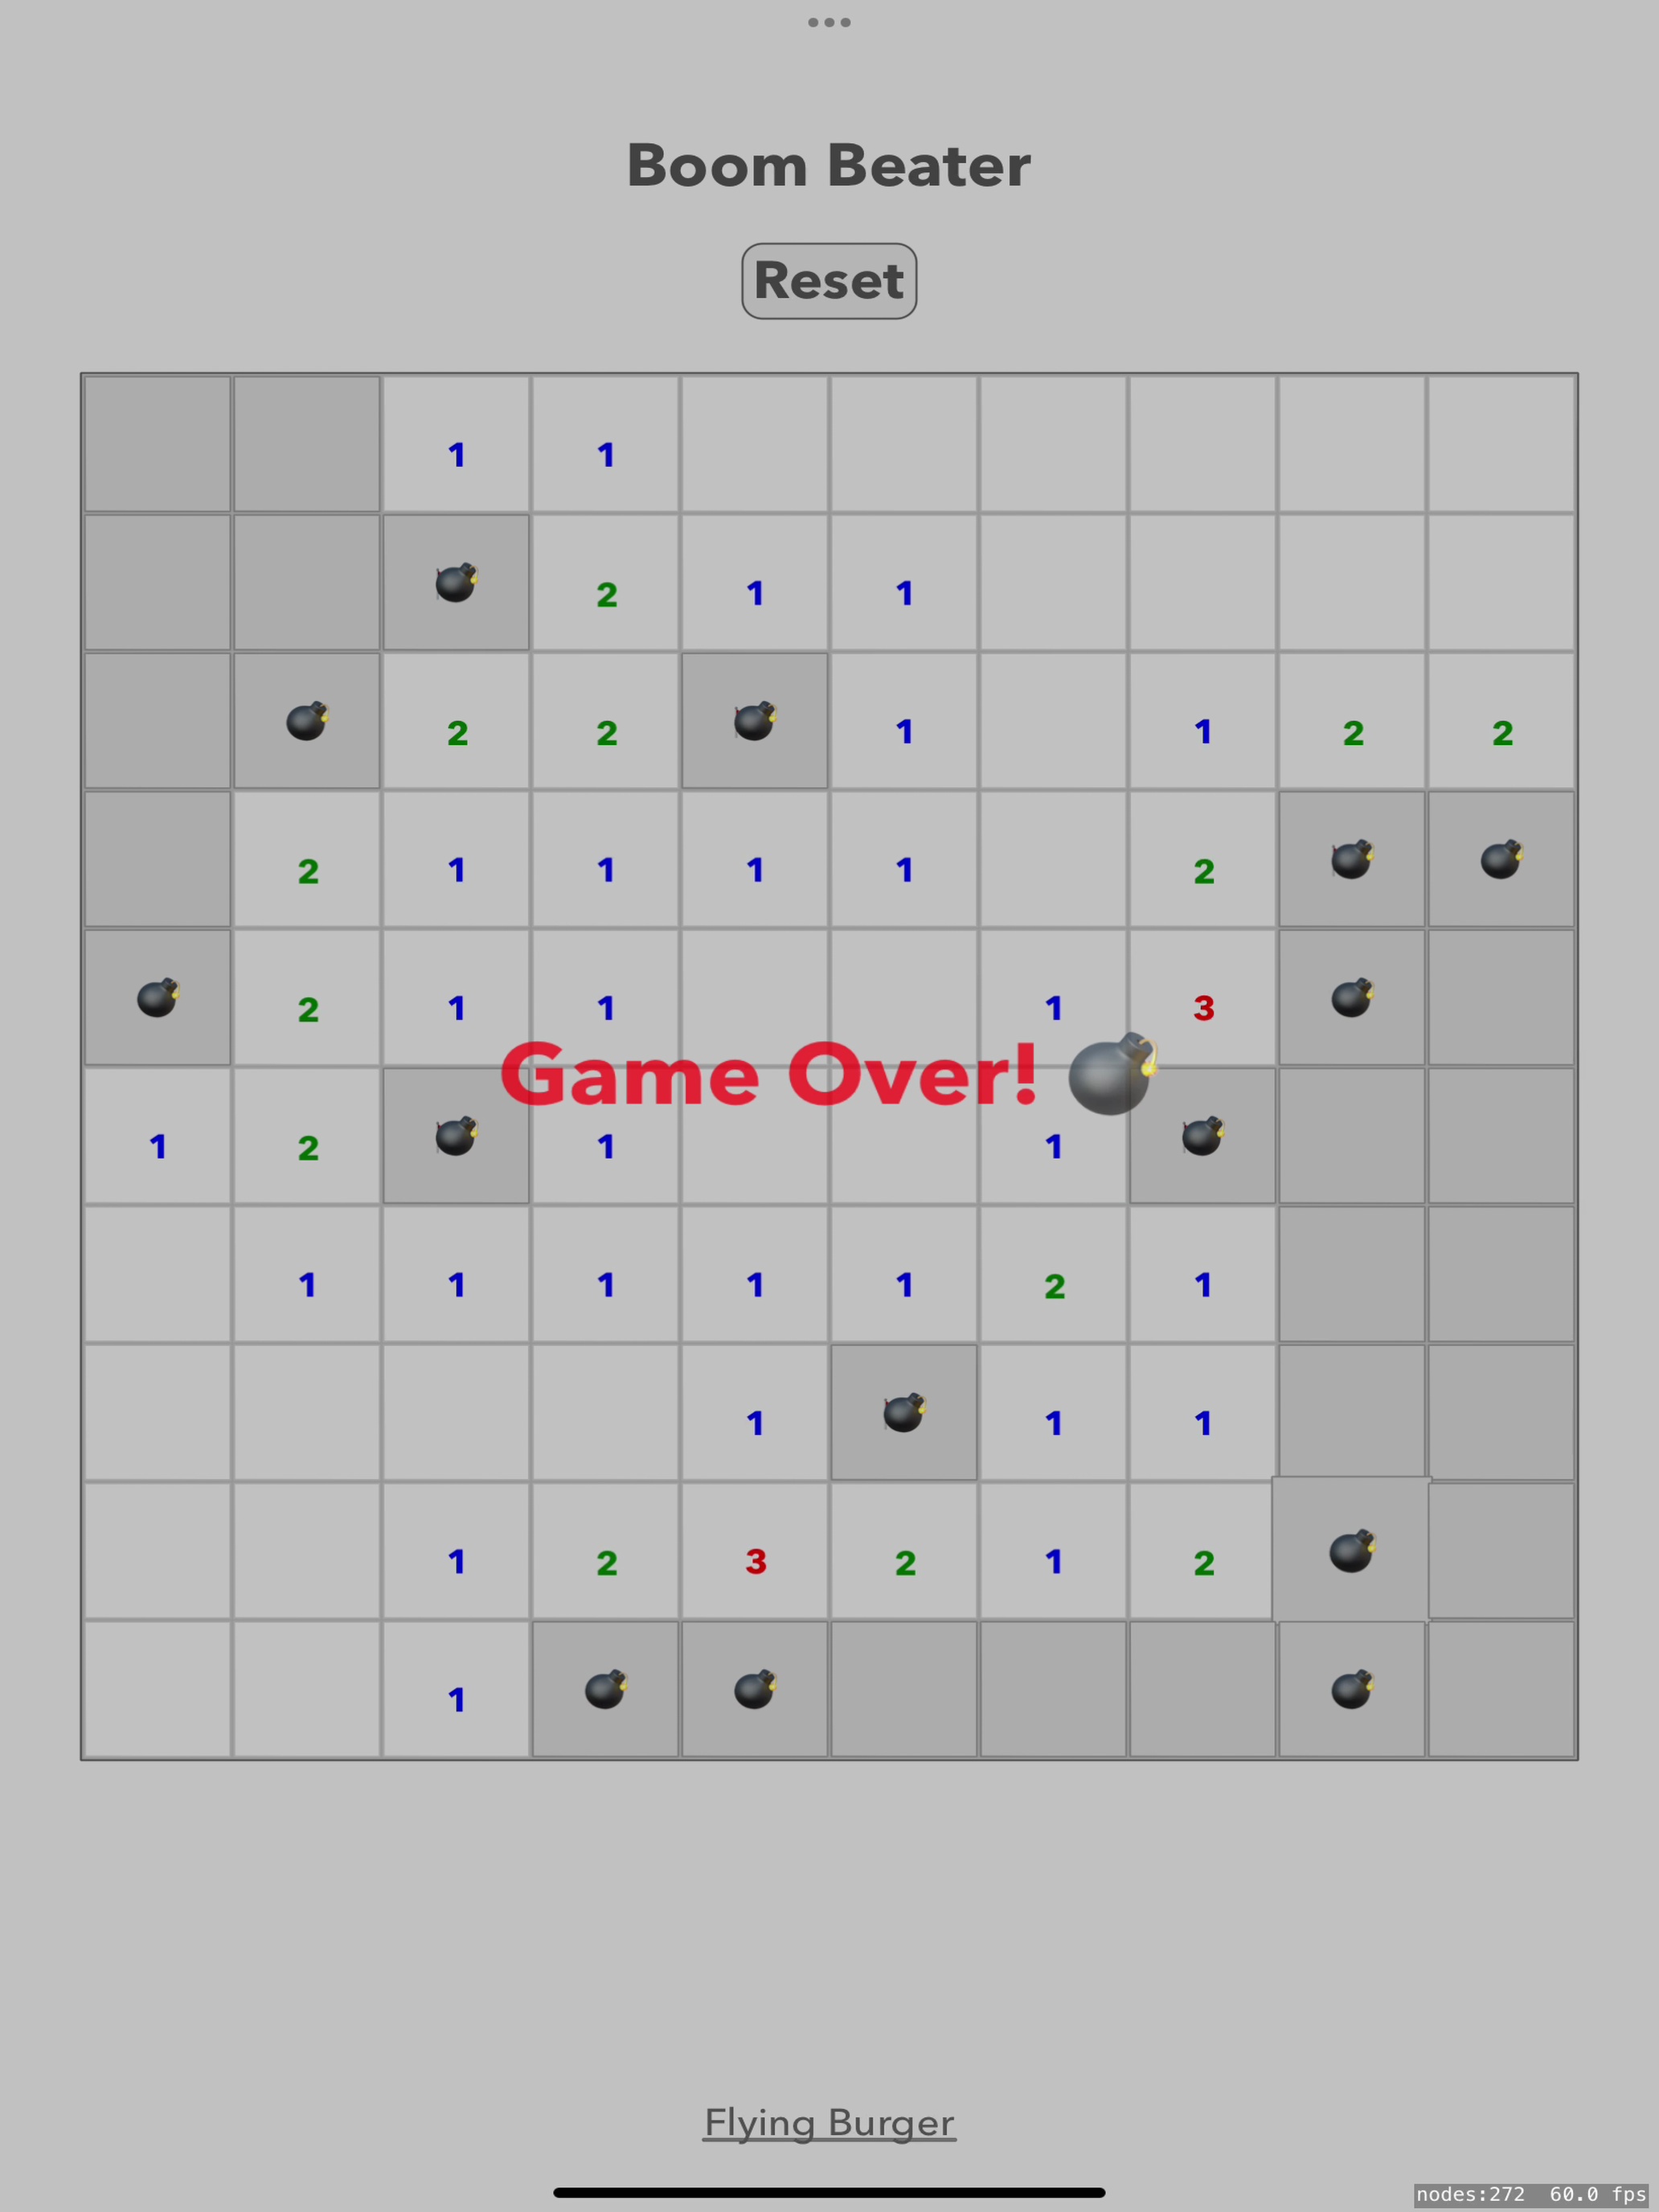 Boom Beater
Reset
1 1
2 1 1
2 2 1 1 2 2
2 1 1 1 1 2
2 1 1 1 3
Game Over!
1 2 1 1
1 1 1 1 1 2 1
1 1 1
1 2 3 2 1 2
1
Flying Burger
nodes:272 60.0 fps